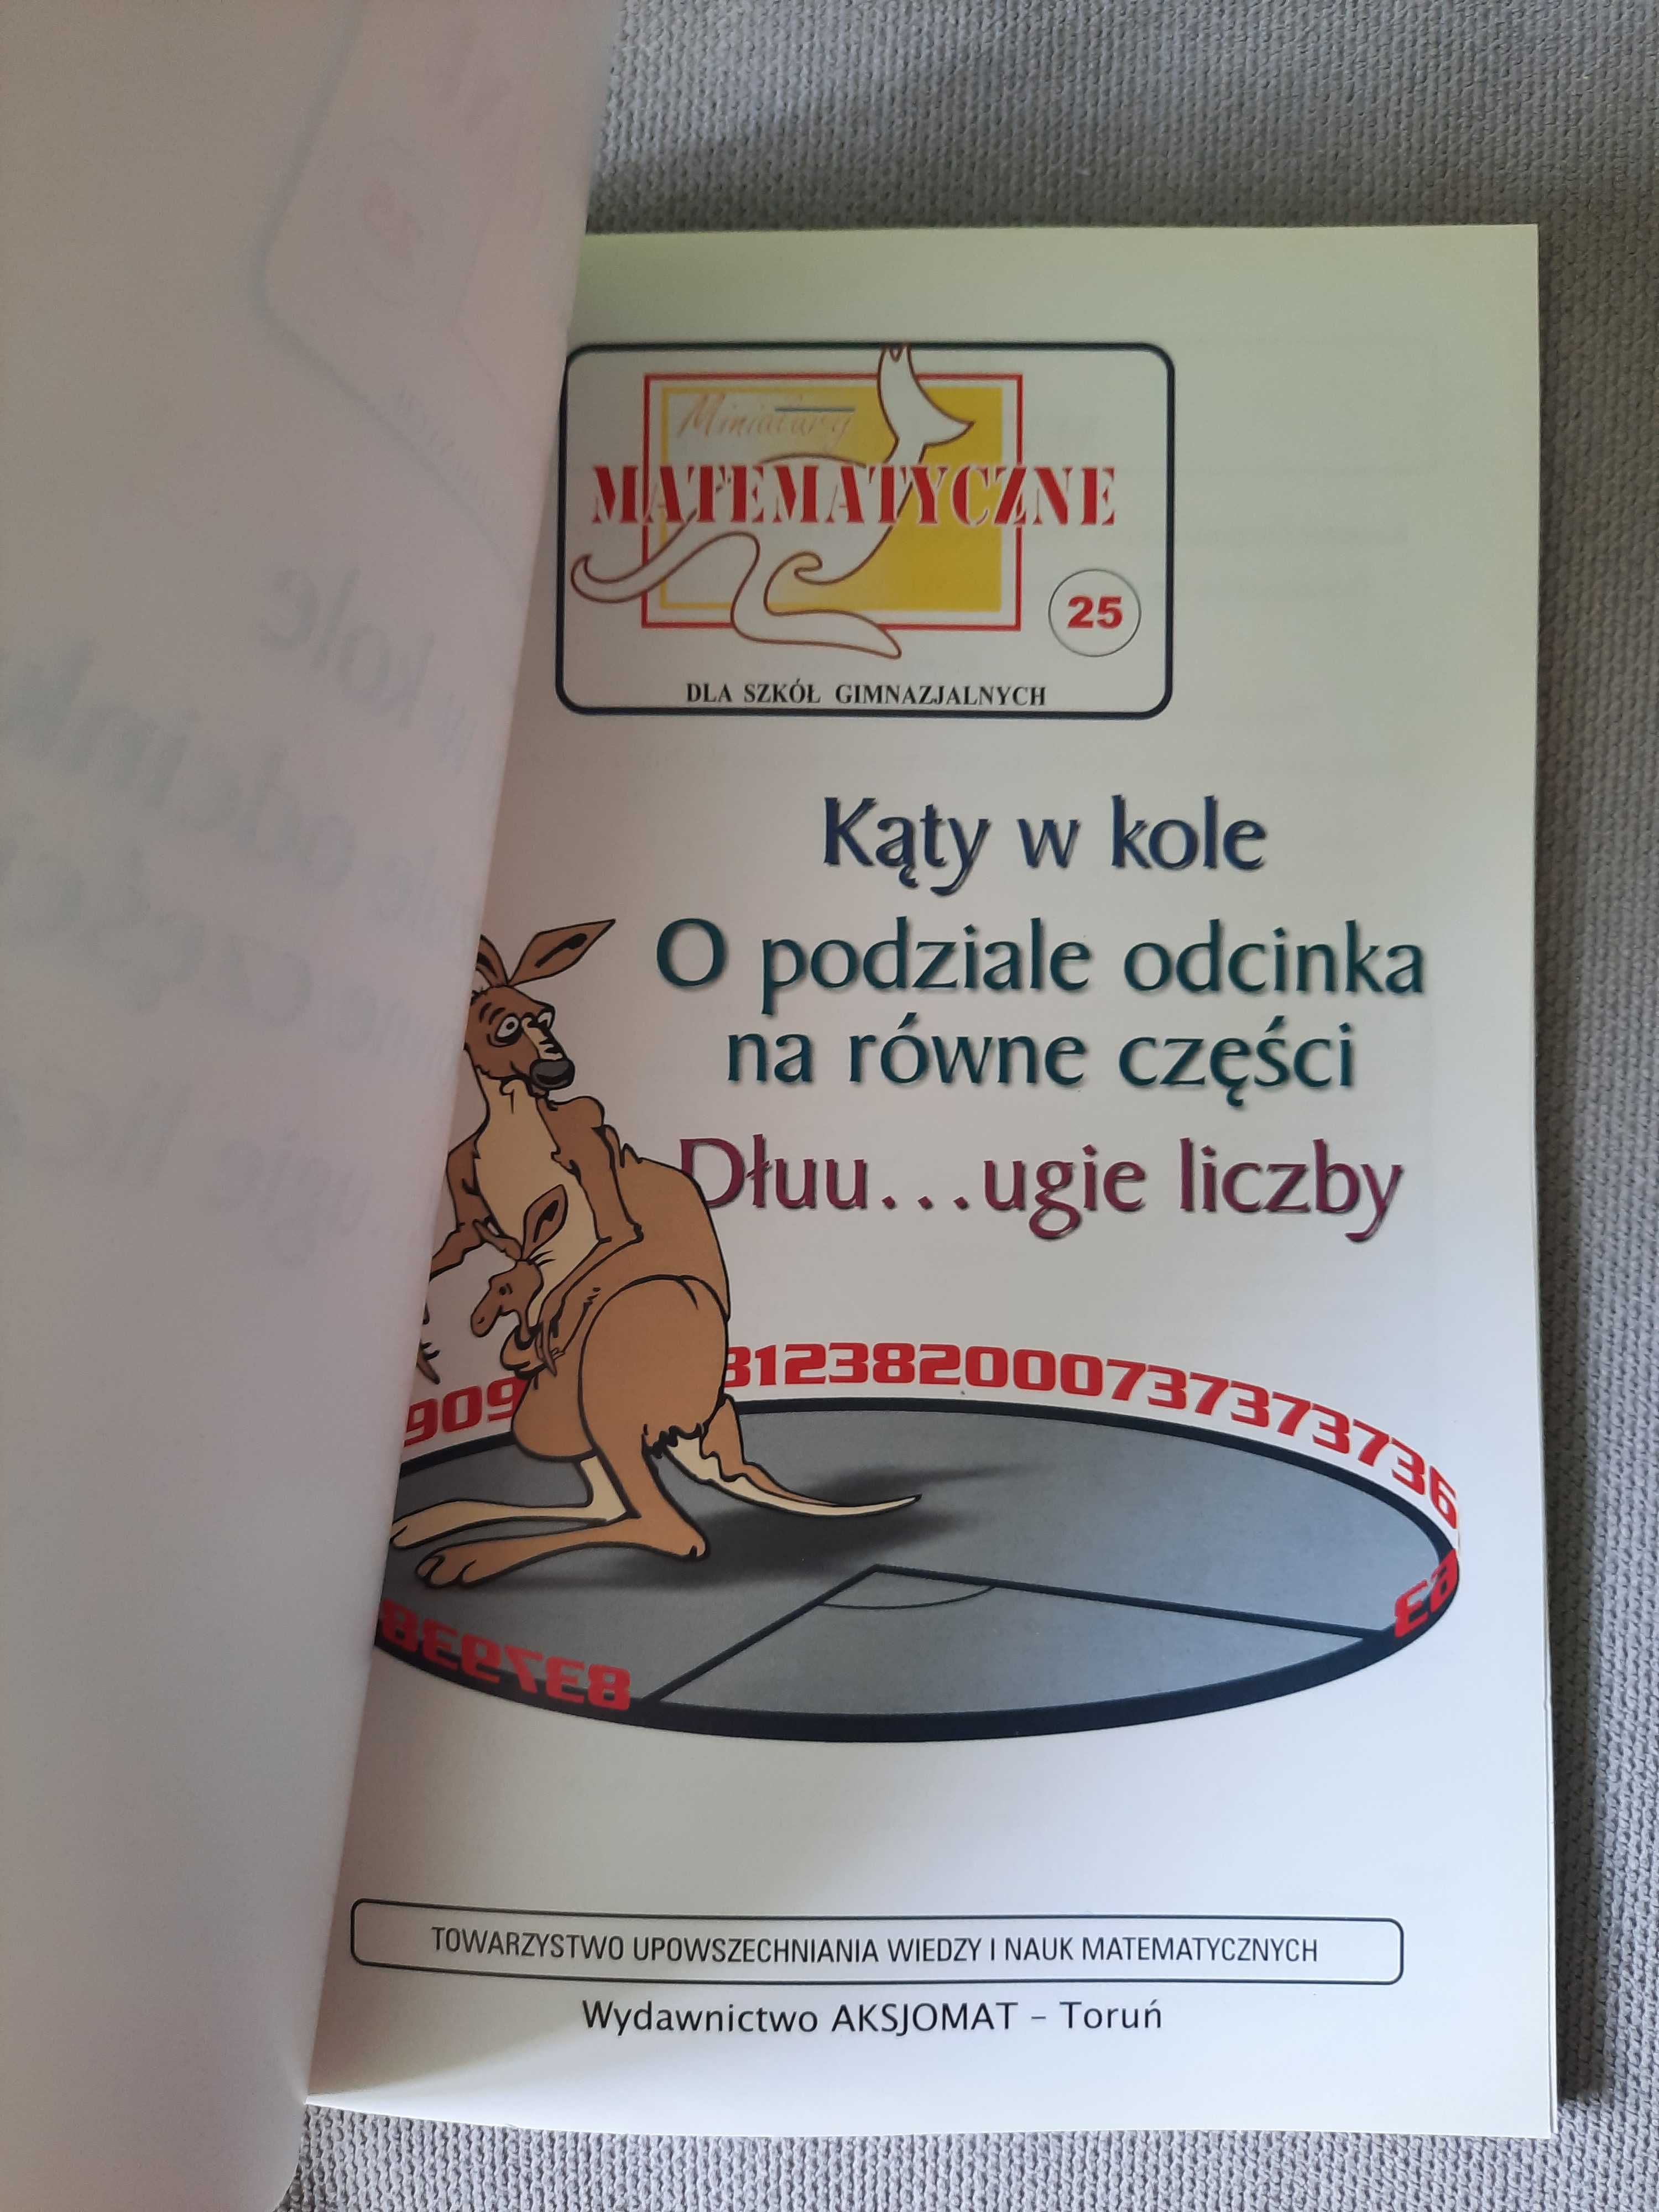 Miniatury
MATEMATYCZNE
25
DLA SZKÓŁ GIMNAZJALNYCH
Kąty w kole
O podziale odcinka
na równe części
Dłuu...ugie liczby
909
31238200073737373736
63
837938
TOWARZYSTWO UPOWSZECHNIANIA WIEDZY I NAUK MATEMATYCZNYCH
Wydawnictwo AKSJOMAT – Toruń